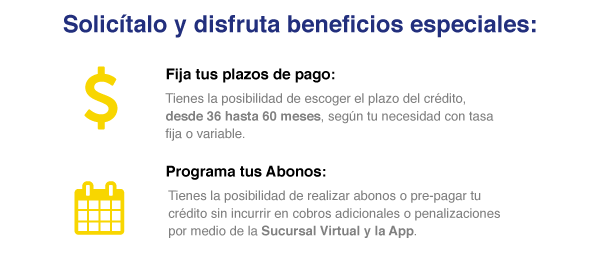 Solicítalo y disfruta beneficios especiales:
Fija tus plazos de pago:
Tienes la posibilidad de escoger el plazo del crédito,
desde 36 hasta 60 meses, según tu necesidad con tasa
fija o variable.
Programa tus Abonos:
Tienes la posibilidad de realizar abonos o pre-pagar tu
crédito sin incurrir en cobros adicionales o penalizaciones
por medio de la Sucursal Virtual y la App.